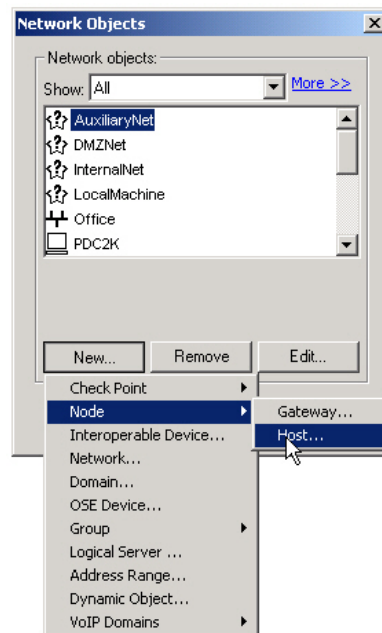 Network Objects
Network objects:
Show: All More >>
AuxiliaryNet
DMZNet
InternalNet
LocalMachine
Office
PDC2K
New... Remove Edit...
Check Point
Node Gateway...
Interoperable Device... Host...
Network...
Domain...
OSE Device...
Group
Logical Server ...
Address Range...
Dynamic Object...
VoIP Domains